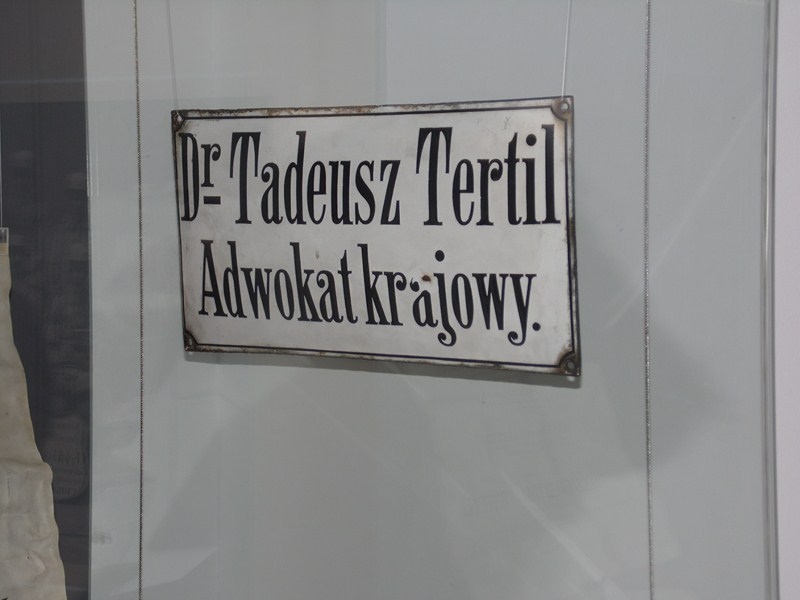 Dr Tadeusz Tertil
Adwokat krajowy.